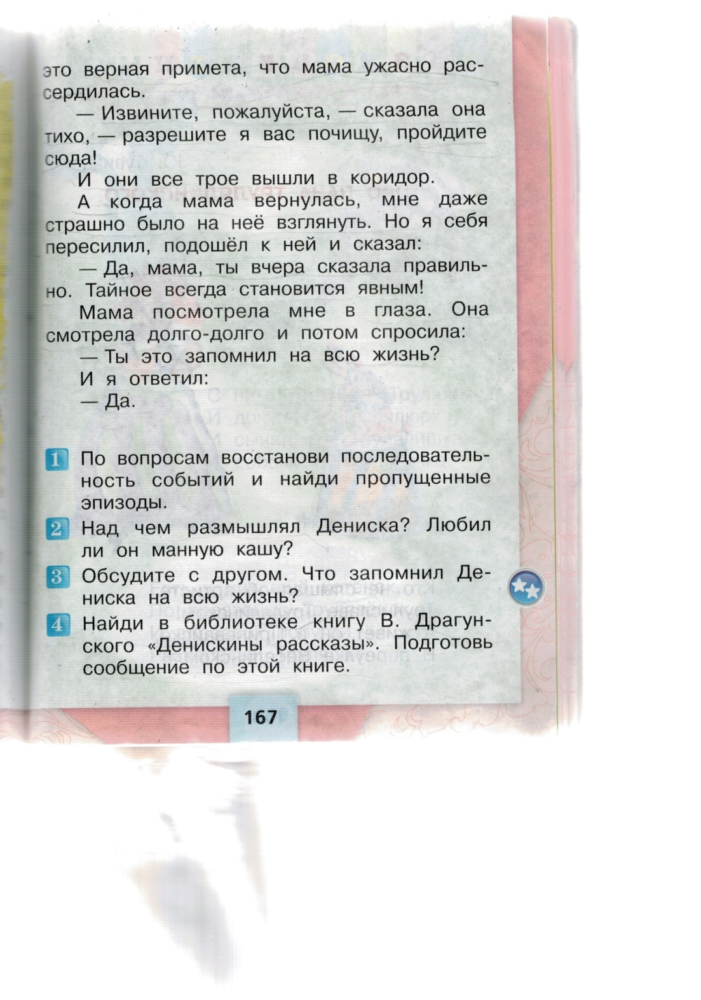 это верная примета, что мама ужасно рас-
сердилась.
— Извините, пожалуйста, — сказала она
тихо, — разрешите я вас почищу, пройдите
сюда!
И они все трое вышли в коридор.
А когда мама вернулась, мне даже
страшно было на неё взглянуть. Но я себя
пересилил, подошёл к ней и сказал:
— Да, мама, ты вчера сказала правиль-
но. Тайное всегда становится явным!
Мама посмотрела мне в глаза. Она
смотрела долго-долго и потом спросила:
— Ты это запомнил на всю жизнь?
И я ответил:
— Да.
1 По вопросам восстанови последователь-
ность событий и найди пропущенные
эпизоды.
2 Над чем размышлял Дениска? Любил
ли он манную кашу?
3 Обсудите с другом. Что запомнил Де-
ниска на всю жизнь?
4 Найди в библиотеке книгу В. Драгун-
ского «Денискины рассказы». Подготовь
сообщение по этой книге.
167